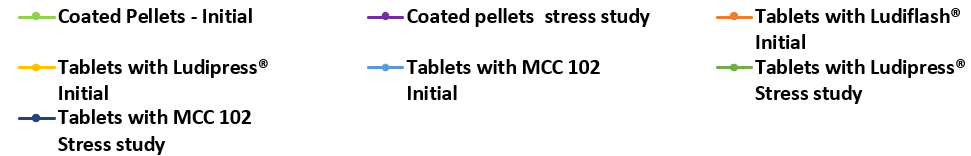 Coated Pellets - Initial
Coated pellets stress study
Tablets with Ludiflash®
Initial
Tablets with Ludipress®
Initial
Tablets with MCC 102
Initial
Tablets with Ludipress®
Stress study
Tablets with MCC 102
Stress study